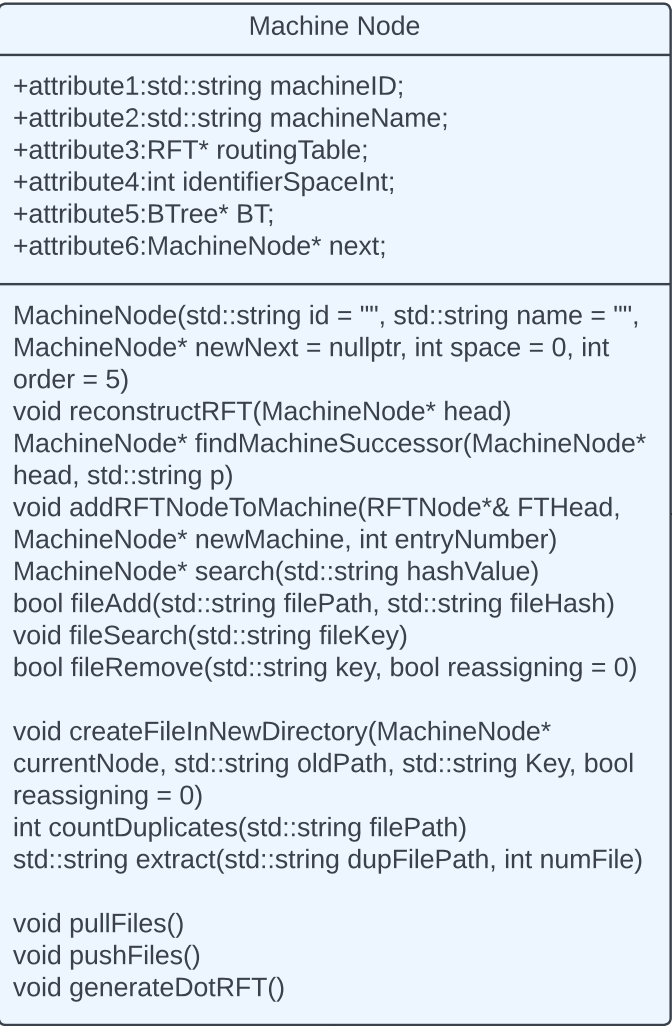 Machine Node
+attribute1:std::string machineID;
+attribute2:std::string machineName;
+attribute3:RFT* routingTable;
+attribute4:int identifierSpaceInt;
+attribute5:BTree* BT;
+attribute6:MachineNode* next;
MachineNode(std::string id = "", std::string name = "",
MachineNode* newNext = nullptr, int space = 0, int
order = 5)
void reconstructRFT(MachineNode* head)
MachineNode* findMachineSuccessor(MachineNode*
head, std::string p)
void addRFTNodeToMachine(RFTNode*& FTHead,
MachineNode* newMachine, int entryNumber)
MachineNode* search(std::string hashValue)
bool fileAdd(std::string filePath, std::string fileHash)
void fileSearch(std::string fileKey)
bool fileRemove(std::string key, bool reassigning = 0)
void createFileInNewDirectory(MachineNode*
currentNode, std::string oldPath, std::string Key, bool
reassigning = 0)
int countDuplicates(std::string filePath)
std::string extract(std::string dupFilePath, int numFile)
void pullFiles()
void pushFiles()
void generateDotRFT()